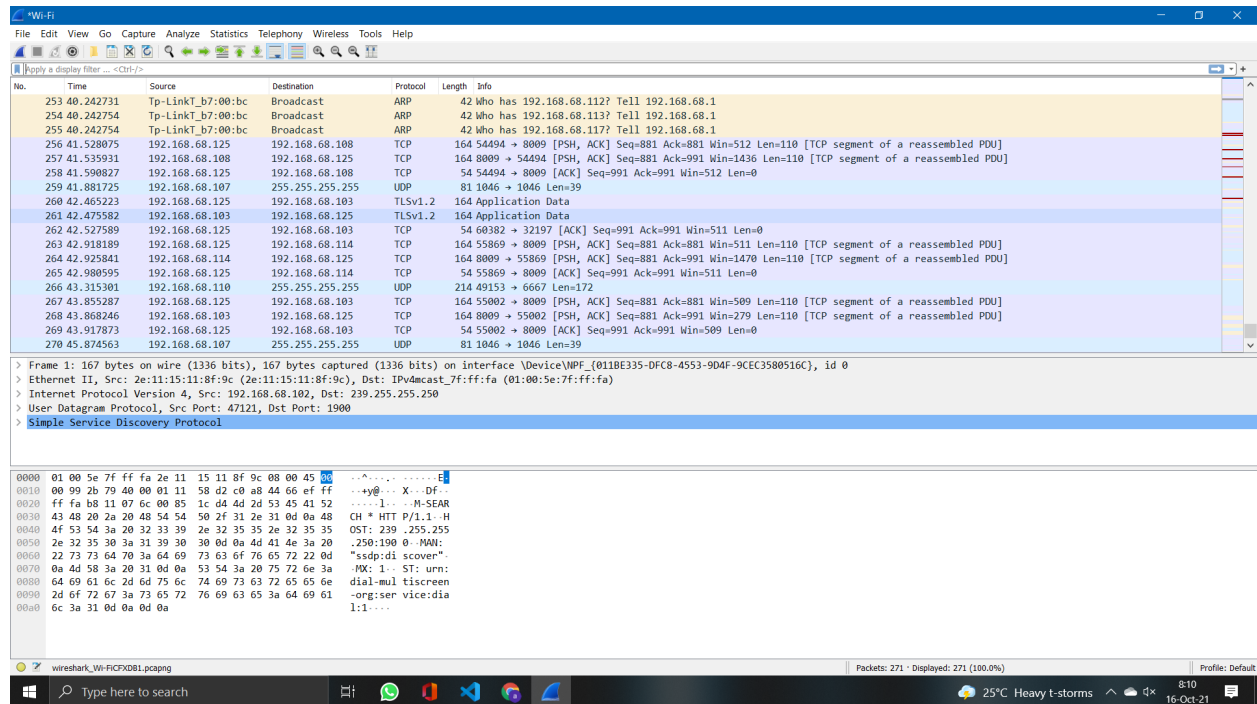 *Wi-Fi
File Edit View Go Capture Analyze Statistics Telephony Wireless Tools Help
Apply a display filter ... <Ctrl-/>
No. Time Source Destination Protocol Length Info
253 40.242731 Tp-LinkT_b7:00:bc Broadcast ARP 42 Who has 192.168.68.112? Tell 192.168.68.1
254 40.242754 Tp-LinkT_b7:00:bc Broadcast ARP 42 Who has 192.168.68.113? Tell 192.168.68.1
255 40.242754 Tp-LinkT_b7:00:bc Broadcast ARP 42 Who has 192.168.68.117? Tell 192.168.68.1
256 41.528075 192.168.68.125 192.168.68.108 TCP 164 54494 → 8009 [PSH, ACK] Seq=881 Ack=881 Win=512 Len=110 [TCP segment of a reassembled PDU]
257 41.535931 192.168.68.108 192.168.68.125 TCP 164 8009 → 54494 [PSH, ACK] Seq=881 Ack=991 Win=1436 Len=110 [TCP segment of a reassembled PDU]
258 41.590827 192.168.68.125 192.168.68.108 TCP 54 54494 → 8009 [ACK] Seq=991 Ack=991 Win=512 Len=0
259 41.881725 192.168.68.107 255.255.255.255 UDP 81 1046 → 1046 Len=39
260 42.465223 192.168.68.125 192.168.68.103 TLSv1.2 164 Application Data
261 42.475582 192.168.68.103 192.168.68.125 TLSv1.2 164 Application Data
262 42.527589 192.168.68.125 192.168.68.103 TCP 54 60382 → 32197 [ACK] Seq=991 Ack=991 Win=511 Len=0
263 42.918189 192.168.68.125 192.168.68.114 TCP 164 55869 → 8009 [PSH, ACK] Seq=881 Ack=881 Win=511 Len=110 [TCP segment of a reassembled PDU]
264 42.925841 192.168.68.114 192.168.68.125 TCP 164 8009 → 55869 [PSH, ACK] Seq=881 Ack=991 Win=1470 Len=110 [TCP segment of a reassembled PDU]
265 42.980595 192.168.68.125 192.168.68.114 TCP 54 55869 → 8009 [ACK] Seq=991 Ack=991 Win=511 Len=0
266 43.315301 192.168.68.110 255.255.255.255 UDP 214 49153 → 6667 Len=172
267 43.855287 192.168.68.125 192.168.68.103 TCP 164 55002 → 8009 [PSH, ACK] Seq=881 Ack=881 Win=509 Len=110 [TCP segment of a reassembled PDU]
268 43.868246 192.168.68.103 192.168.68.125 TCP 164 8009 → 55002 [PSH, ACK] Seq=881 Ack=991 Win=279 Len=110 [TCP segment of a reassembled PDU]
269 43.917873 192.168.68.125 192.168.68.103 TCP 54 55002 → 8009 [ACK] Seq=991 Ack=991 Win=509 Len=0
270 45.874563 192.168.68.107 255.255.255.255 UDP 81 1046 → 1046 Len=39
> Frame 1: 167 bytes on wire (1336 bits), 167 bytes captured (1336 bits) on interface \Device\NPF_{011BE335-DFC8-4553-9D4F-9CEC3580516C}, id 0
> Ethernet II, Src: 2e:11:15:11:8f:9c (2e:11:15:11:8f:9c), Dst: IPv4mcast_7f:ff:fa (01:00:5e:7f:ff:fa)
> Internet Protocol Version 4, Src: 192.168.68.102, Dst: 239.255.255.250
> User Datagram Protocol, Src Port: 47121, Dst Port: 1900
> Simple Service Discovery Protocol
0000 01 00 5e 7f ff fa 2e 11 15 11 8f 9c 08 00 45 00 ··^···.· ······E·
0010 00 99 2b 79 40 00 01 11 58 d2 c0 a8 44 66 ef ff ··+y@··· X···Df··
0020 ff fa b8 11 07 6c 00 85 1c d4 4d 2d 53 45 41 52 ·····l·· ··M-SEAR
0030 43 48 20 2a 20 48 54 54 50 2f 31 2e 31 0d 0a 48 CH * HTT P/1.1··H
0040 4f 53 54 3a 20 32 33 39 2e 32 35 35 2e 32 35 35 OST: 239 .255.255
0050 2e 32 35 30 3a 31 39 30 30 0d 0a 4d 41 4e 3a 20 .250:190 0··MAN:
0060 22 73 73 64 70 3a 64 69 73 63 6f 76 65 72 22 0d "ssdp:di scover"·
0070 0a 4d 58 3a 20 31 0d 0a 53 54 3a 20 75 72 6e 3a ·MX: 1·· ST: urn:
0080 64 69 61 6c 2d 6d 75 6c 74 69 73 63 72 65 65 6e dial-mul tiscreen
0090 2d 6f 72 67 3a 73 65 72 76 69 63 65 3a 64 69 61 -org:ser vice:dia
00a0 6c 3a 31 0d 0a 0d 0a l:1····
wireshark_Wi-FiCFXDB1.pcapng Packets: 271 · Displayed: 271 (100.0%) Profile: Default
Type here to search 25°C Heavy t-storms 8:10
16-Oct-21